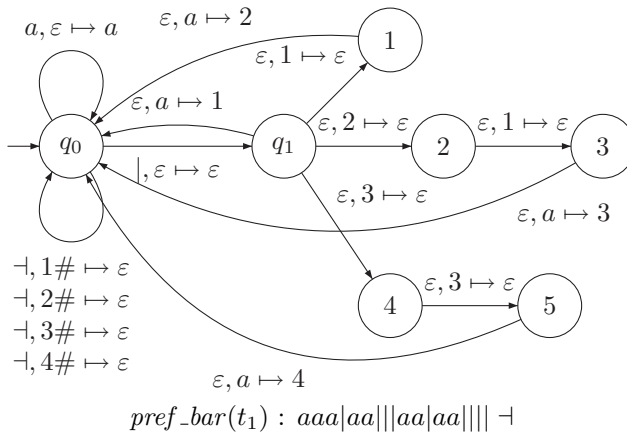 a, ε ↦ a
ε, a ↦ 2
1
ε, 1 ↦ ε
ε, a ↦ 1
q₀
q₁
ε, 2 ↦ ε
2
ε, 1 ↦ ε
3
|, ε ↦ ε
ε, 3 ↦ ε
ε, a ↦ 3
⊣, 1# ↦ ε
⊣, 2# ↦ ε
⊣, 3# ↦ ε
⊣, 4# ↦ ε
4
ε, 3 ↦ ε
5
ε, a ↦ 4
pref_bar(t₁) : aaa|aa|||aa|aa|||| ⊣